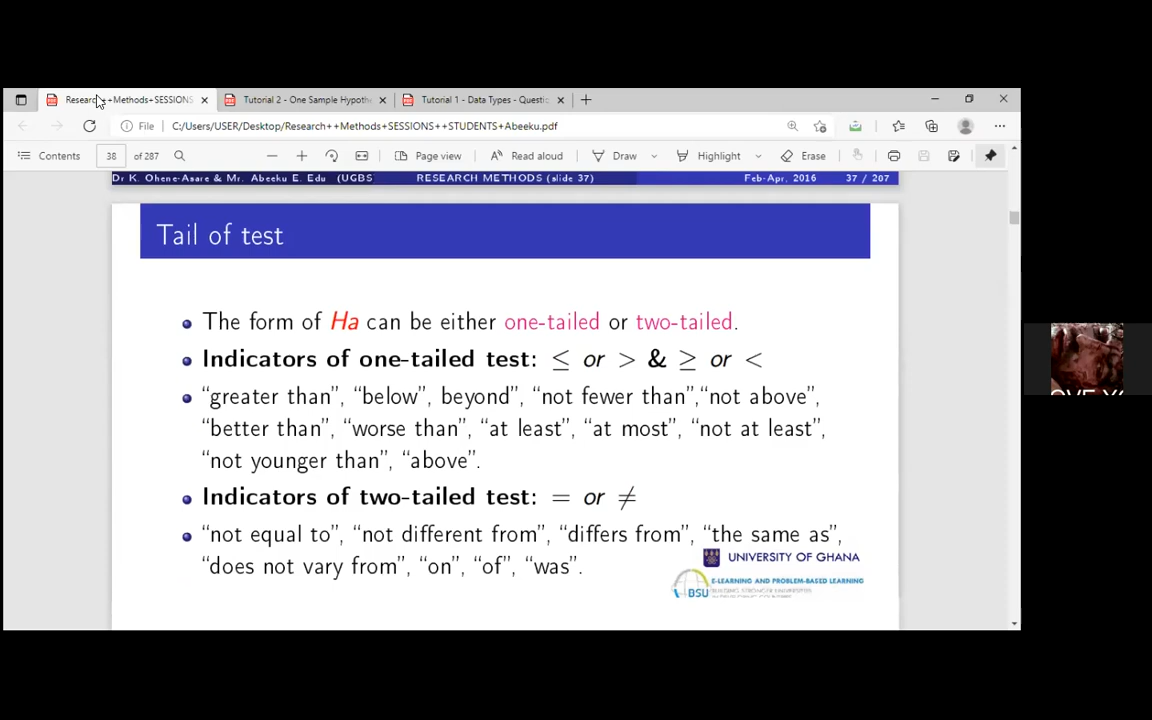 Researc ++Methods+SESSIONS
Tutorial 2 - One Sample Hypothe
Tutorial 1 - Data Types - Questio
File
C:/Users/USER/Desktop/Research++Methods+SESSIONS++STUDENTS+Abeeku.pdf
Contents
38
of 287
Page view
Read aloud
Draw
Highlight
Erase
Dr K. Ohene-Asare & Mr. Abeeku E. Edu (UGBS)
RESEARCH METHODS (slide 37)
Feb-Apr, 2016
37 / 207
Tail of test
The form of Ha can be either one-tailed or two-tailed.
Indicators of one-tailed test: ≤ or > & ≥ or <
“greater than”, “below”, beyond”, “not fewer than”,“not above”,
“better than”, “worse than”, “at least”, “at most”, “not at least”,
“not younger than”, “above”.
Indicators of two-tailed test: = or ≠
“not equal to”, “not different from”, “differs from”, “the same as”,
“does not vary from”, “on”, “of”, “was”.
UNIVERSITY OF GHANA
E-LEARNING AND PROBLEM-BASED LEARNING
BSU